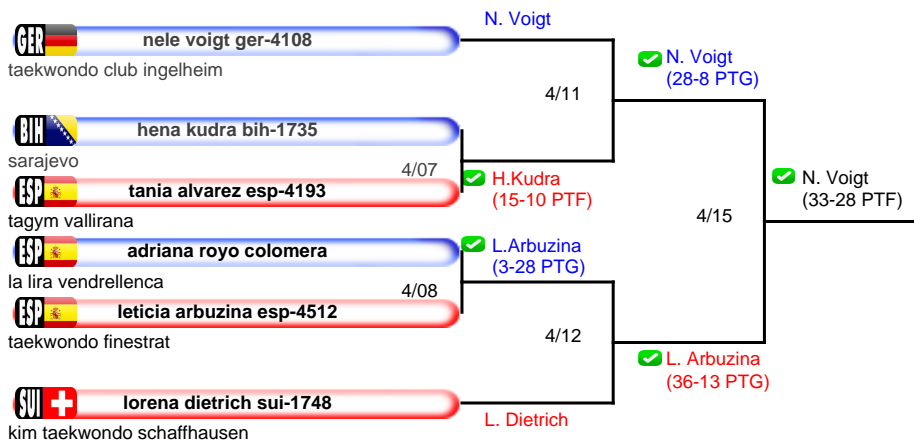 N. Voigt
GER nele voigt ger-4108
taekwondo club ingelheim
N. Voigt
(28-8 PTG)
4/11
BIH hena kudra bih-1735
sarajevo
4/07
H.Kudra
(15-10 PTF)
ESP tania alvarez esp-4193
tagym vallirana
N. Voigt
(33-28 PTF)
4/15
ESP adriana royo colomera
la lira vendrellenca
L.Arbuzina
(3-28 PTG)
4/08
ESP leticia arbuzina esp-4512
taekwondo finestrat
4/12
L. Arbuzina
(36-13 PTG)
SUI lorena dietrich sui-1748
kim taekwondo schaffhausen
L. Dietrich